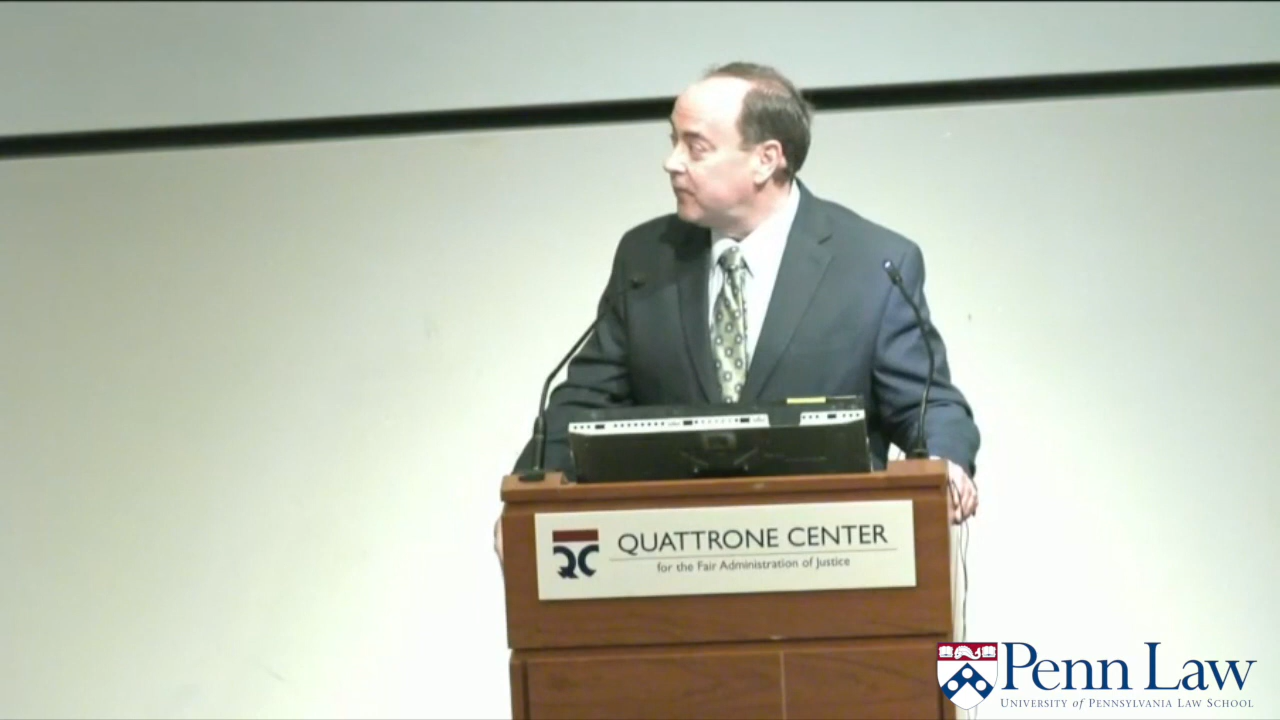 QC QUATTRONE CENTER
for the Fair Administration of Justice
Penn Law
UNIVERSITY of PENNSYLVANIA LAW SCHOOL